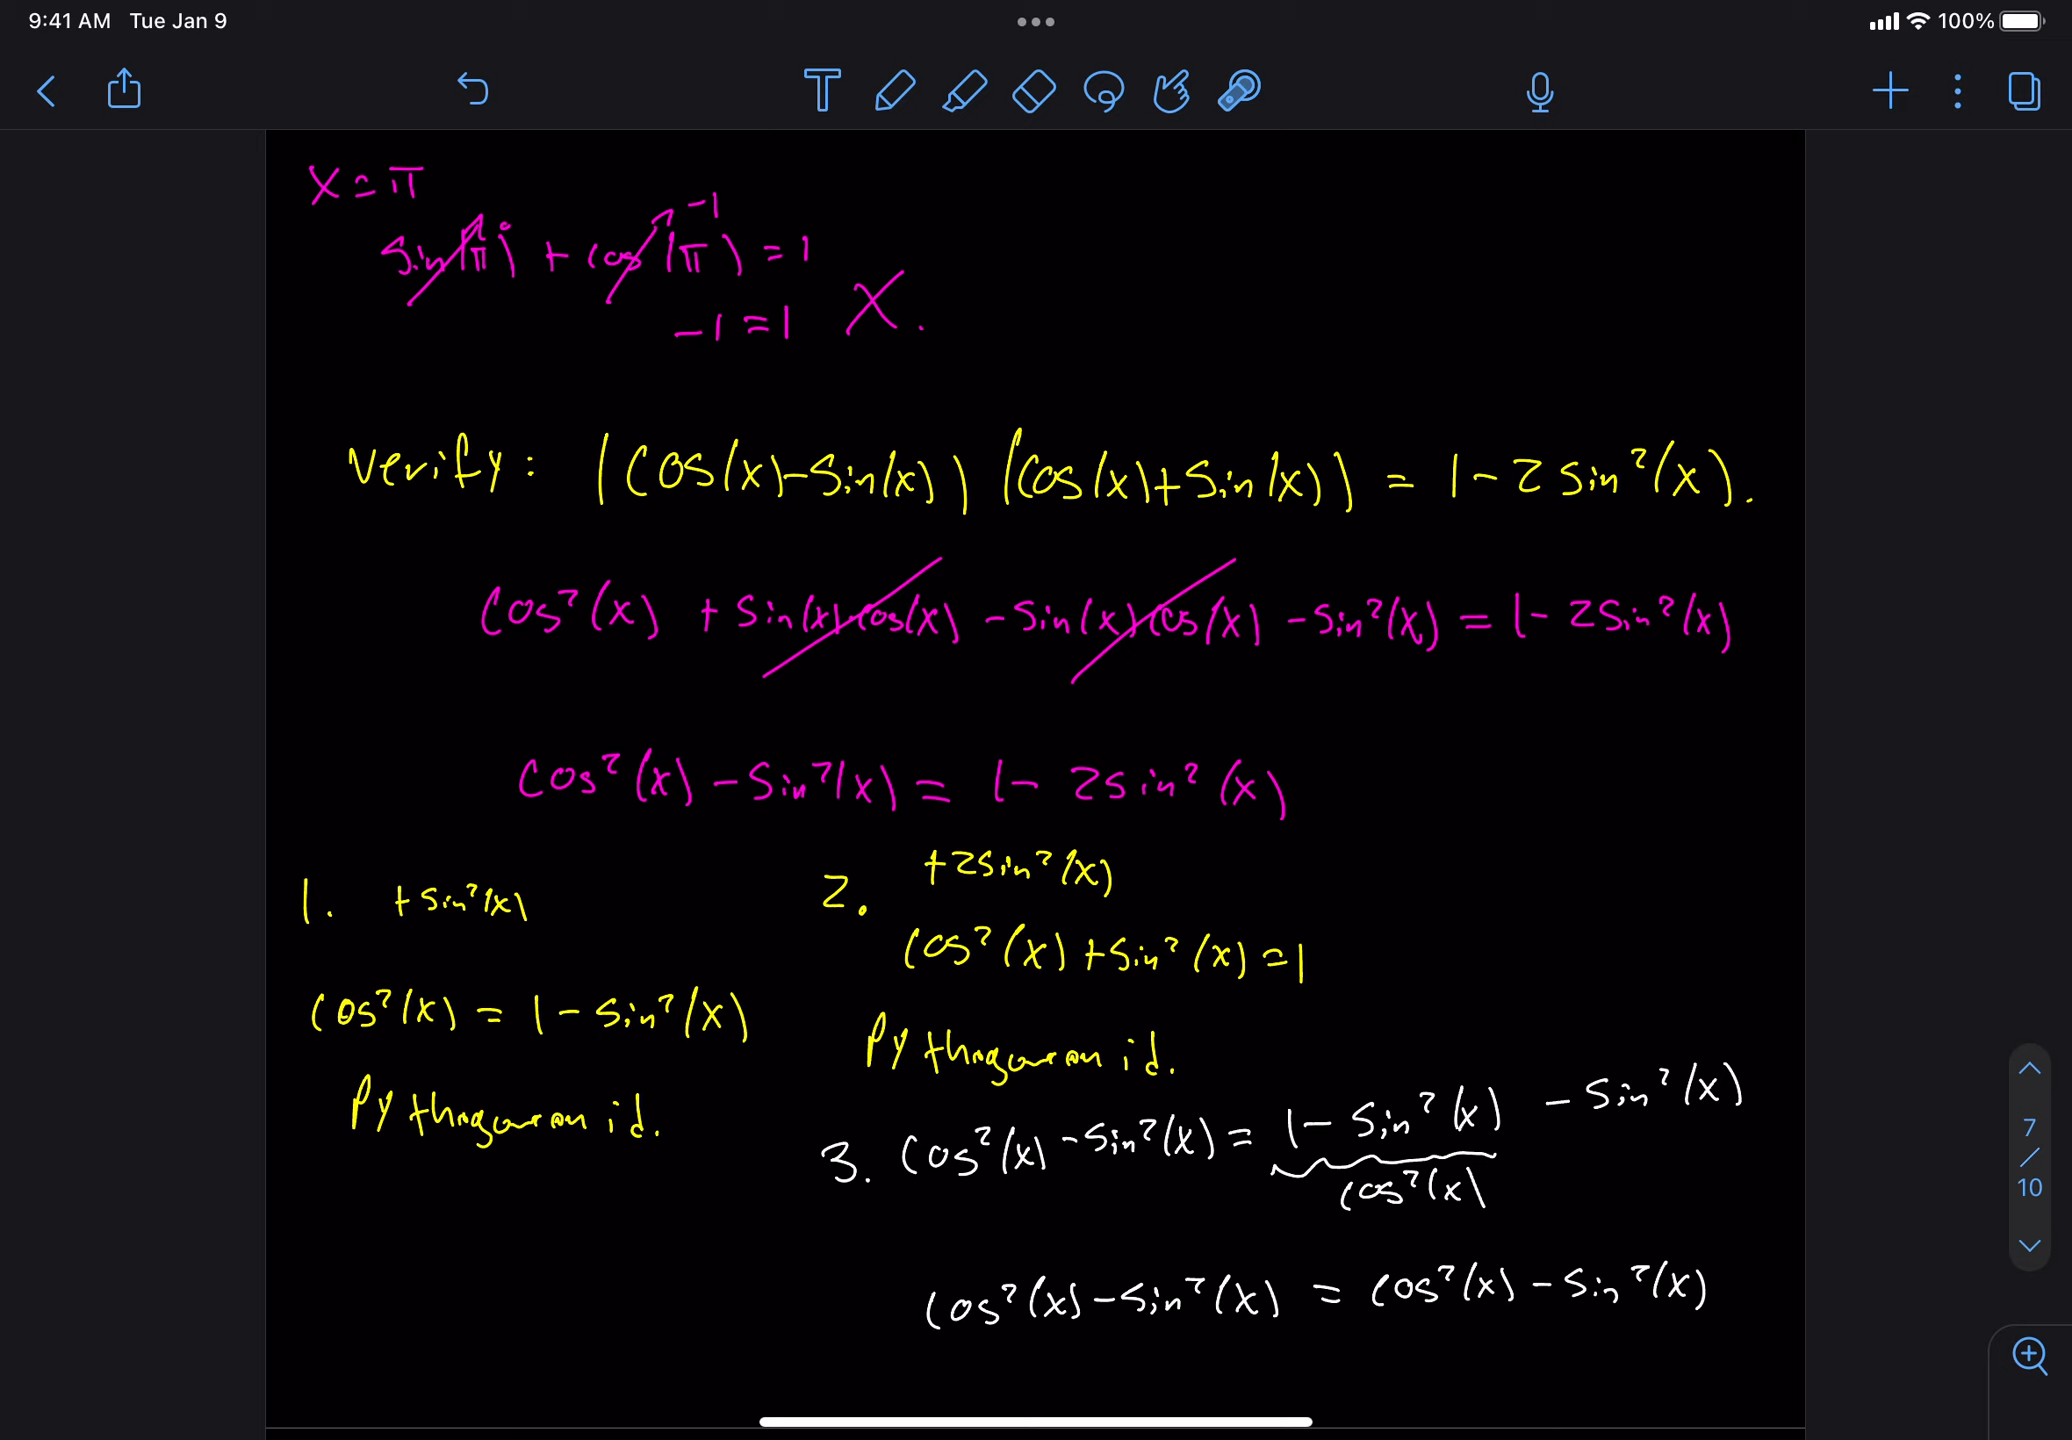 9:41 AM Tue Jan 9
100%
x = π
sin(π) 0 + cos(π) -1 = 1
-1 = 1 X.
Verify: (cos(x)-sin(x)) (cos(x)+sin(x)) = 1-2 sin²(x).
cos²(x) + sin(x)cos(x) - sin(x)cos(x) - sin²(x) = 1-2sin²(x)
cos²(x) - sin²(x) = 1- 2sin²(x)
1. + sin²(x)
cos²(x) = 1 - sin²(x)
Pythagorean id.
2. +2sin²(x)
cos²(x) + sin²(x) = 1
Pythagorean id.
3. cos²(x) - sin²(x) = 1- sin²(x) - sin²(x)
cos²(x)
cos²(x) - sin²(x) = cos²(x) - sin²(x)
7
/
10